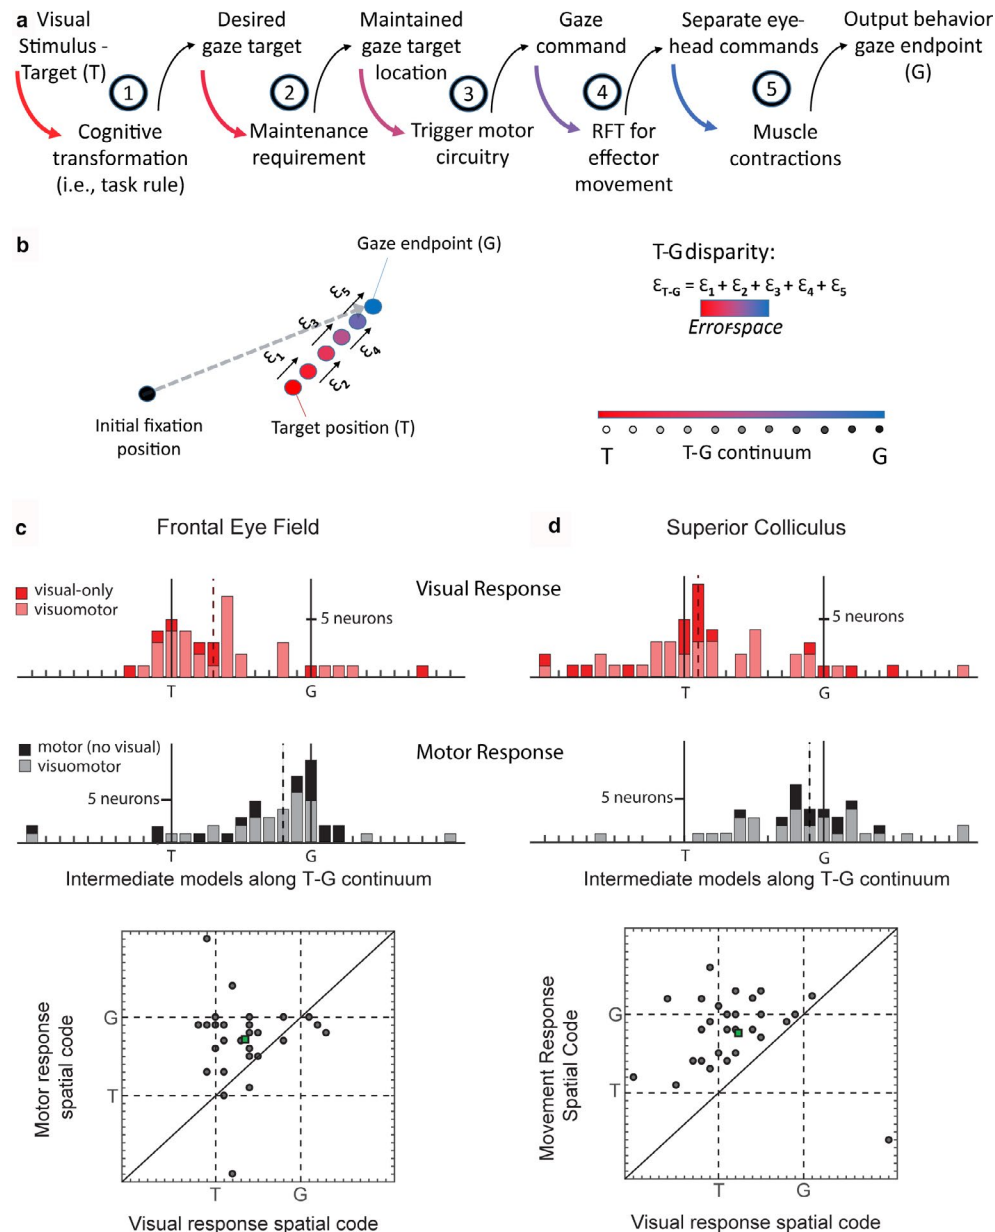 a
Visual
Stimulus -
Target (T)
Desired
gaze target
Maintained
gaze target
location
Gaze
command
Separate eye-
head commands
Output behavior
gaze endpoint
(G)
1
2
3
4
5
Cognitive
transformation
(i.e., task rule)
Maintenance
requirement
Trigger motor
circuitry
RFT for
effector
movement
Muscle
contractions
b
Gaze endpoint (G)
ε5
ε3
ε4
ε1
ε2
Initial fixation
position
Target position (T)
T-G disparity:
εT-G = ε1 + ε2 + ε3 + ε4 + ε5
Error space
T
T-G continuum
G
c
Frontal Eye Field
d
Superior Colliculus
visual-only
visuomotor
Visual Response
5 neurons
5 neurons
T
G
T
G
motor (no visual)
visuomotor
Motor Response
5 neurons
5 neurons
T
G
T
G
Intermediate models along T-G continuum
Intermediate models along T-G continuum
Motor response
spatial code
G
T
T
G
Visual response spatial code
Movement Response
Spatial Code
G
T
T
G
Visual response spatial code